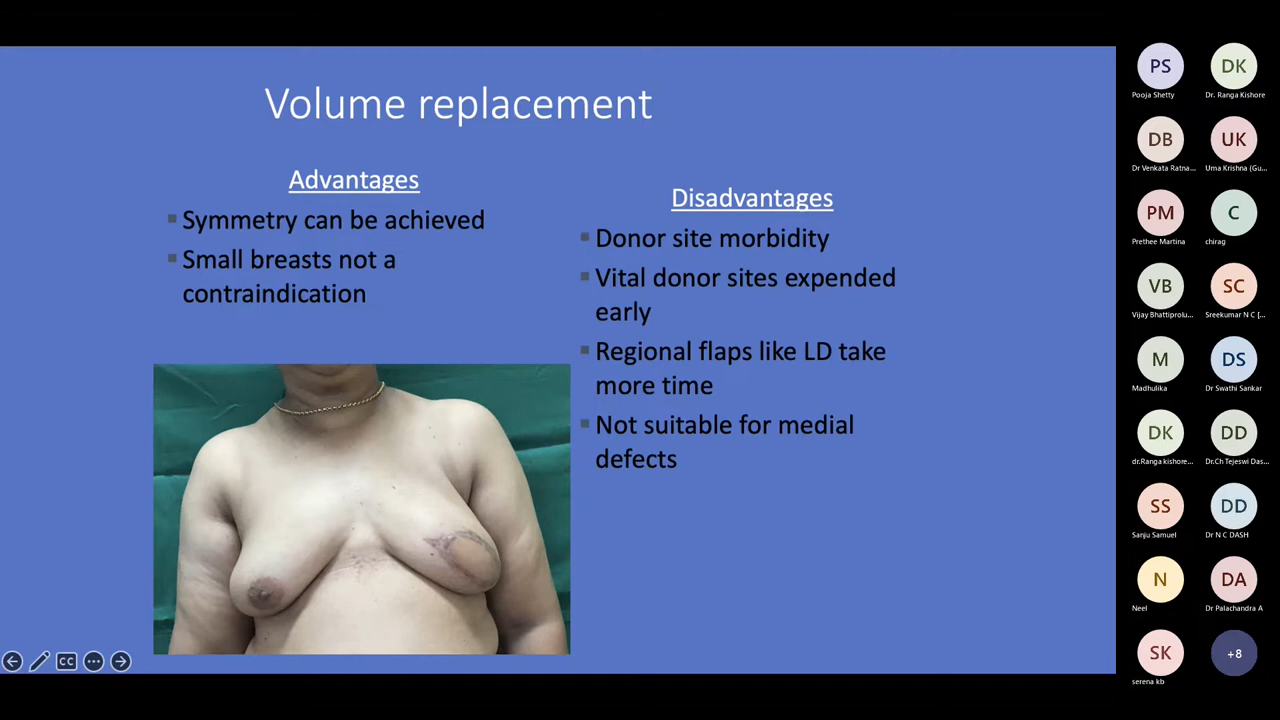 Volume replacement
Advantages
Symmetry can be achieved
Small breasts not a
contraindication
Disadvantages
Donor site morbidity
Vital donor sites expended
early
Regional flaps like LD take
more time
Not suitable for medial
defects
CC
PS
Pooja Shetty
DK
Dr. Ranga Kishore
DB
Dr Venkata Ratna...
UK
Uma Krishna (Gu...
PM
Prethee Martina
C
chirag
VB
Vijay Bhattiprolu...
SC
Sreekumar N C [...
M
Madhulika
DS
Dr Swathi Sankar
DK
dr.Ranga kishore...
DD
Dr.Ch Tejeswi Das...
SS
Sanju Samuel
DD
Dr N C DASH
N
Neel
DA
Dr Palachandra A
SK
serena kb
+8